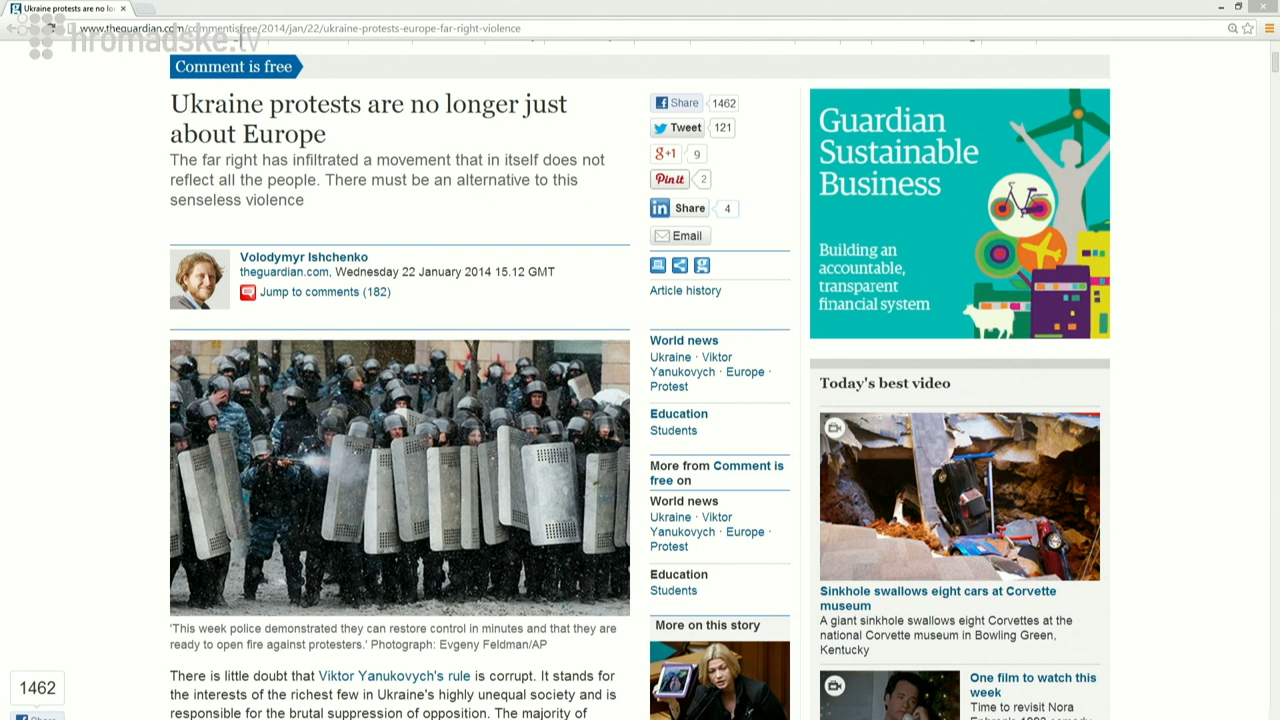 Ukraine protests are no lo
hromadske.tv
www.theguardian.com/commentisfree/2014/jan/22/ukraine-protests-europe-far-right-violence
Comment is free
Ukraine protests are no longer just
about Europe
The far right has infiltrated a movement that in itself does not
reflect all the people. There must be an alternative to this
senseless violence
Volodymyr Ishchenko
theguardian.com, Wednesday 22 January 2014 15.12 GMT
Jump to comments (182)
'This week police demonstrated they can restore control in minutes and that they are
ready to open fire against protesters.' Photograph: Evgeny Feldman/AP
There is little doubt that Viktor Yanukovych's rule is corrupt. It stands for
the interests of the richest few in Ukraine's highly unequal society and is
responsible for the brutal suppression of opposition. The majority of
1462
Share
Share 1462
Tweet 121
g+1 9
Pin it 2
in Share 4
Email
Article history
World news
Ukraine · Viktor
Yanukovych · Europe ·
Protest
Education
Students
More from Comment is
free on
World news
Ukraine · Viktor
Yanukovych · Europe ·
Protest
Education
Students
More on this story
Guardian
Sustainable
Business
Building an
accountable,
transparent
financial system
Today's best video
Sinkhole swallows eight cars at Corvette
museum
A giant sinkhole swallows eight Corvettes at the
national Corvette museum in Bowling Green,
Kentucky
One film to watch this
week
Time to revisit Nora